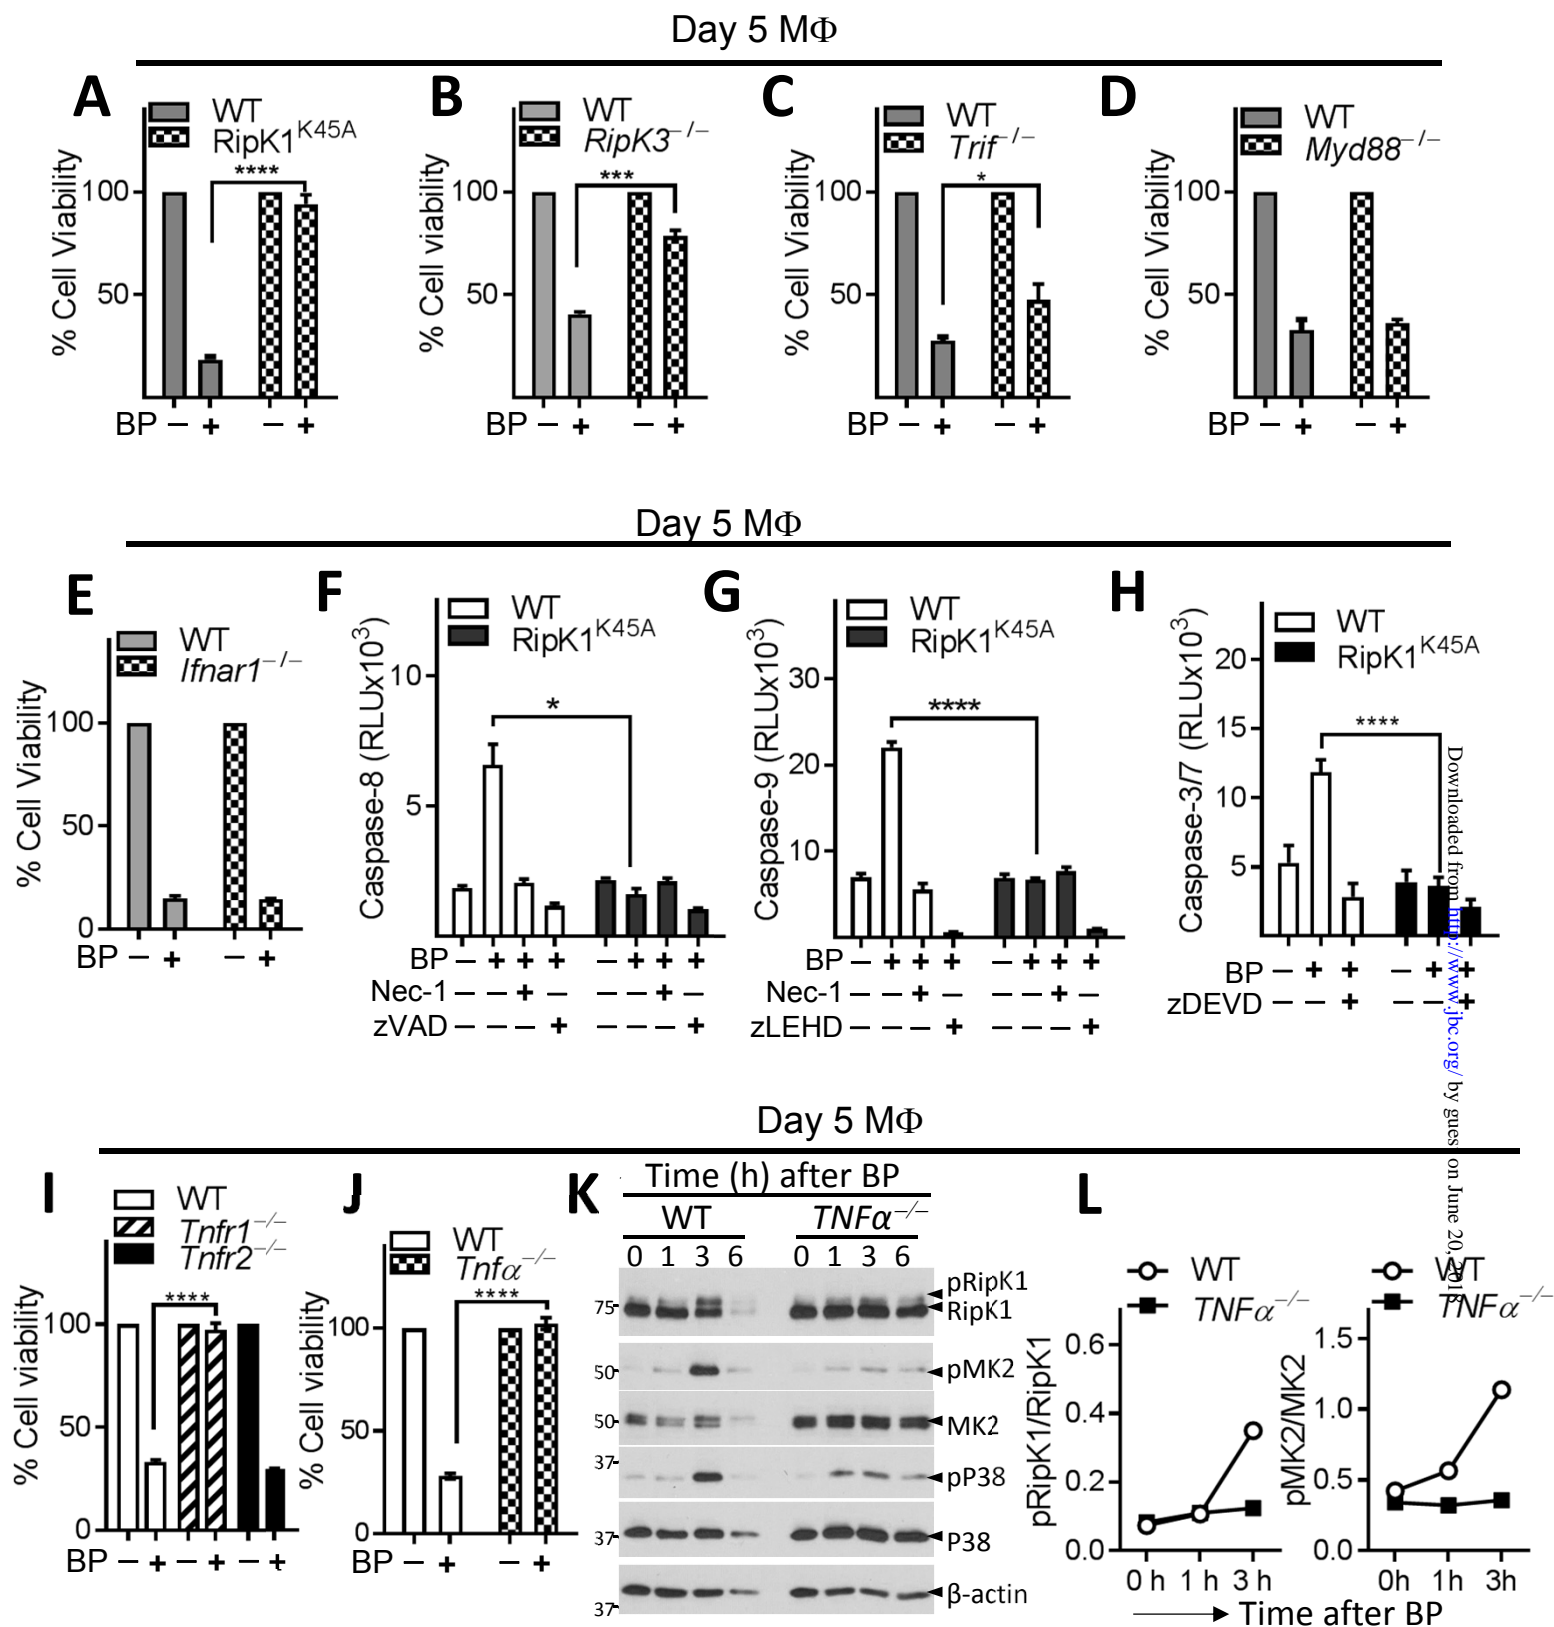 Day 5 MΦ
A
WT
RipK1K45A
****
% Cell Viability
100
50
BP − + − +
B
WT
RipK3−/−
***
% Cell viability
100
50
BP − + − +
C
WT
Trif−/−
*
% Cell Viability
100
50
BP − + − +
D
WT
Myd88−/−
% Cell Viability
100
50
BP − + − +
Day 5 MΦ
E
WT
Ifnar1−/−
% Cell Viability
100
50
0
BP − + − +
F
WT
RipK1K45A
*
Caspase-8 (RLUx103)
10
5
BP − + + + − + + +
Nec-1 − − + − − − + −
zVAD − − − + − − − +
G
WT
RipK1K45A
****
Caspase-9 (RLUx103)
30
20
10
BP − + + + − + + +
Nec-1 − − + − − − + −
zLEHD − − − + − − − +
H
WT
RipK1K45A
****
Caspase-3/7 (RLUx103)
20
15
10
5
BP − + + − + +
zDEVD − − + − − +
Downloaded from http://www.jbc.org/ by guest on June 20, 2018
Day 5 MΦ
I
WT
Tnfr1−/−
Tnfr2−/−
****
% Cell viability
100
50
0
BP − + − + − +
J
WT
Tnfα−/−
****
% Cell viability
100
50
0
BP − + − +
K
Time (h) after BP
WT TNFα−/−
0 1 3 6 0 1 3 6
pRipK1
75 RipK1
50 pMK2
50 MK2
37 pP38
37 P38
37 β-actin
L
WT
TNFα−/−
pRipK1/RipK1
0.6
0.4
0.2
0.0
0 h 1 h 3 h
WT
TNFα−/−
pMK2/MK2
1.5
1.0
0.5
0.0
0h 1h 3h
Time after BP